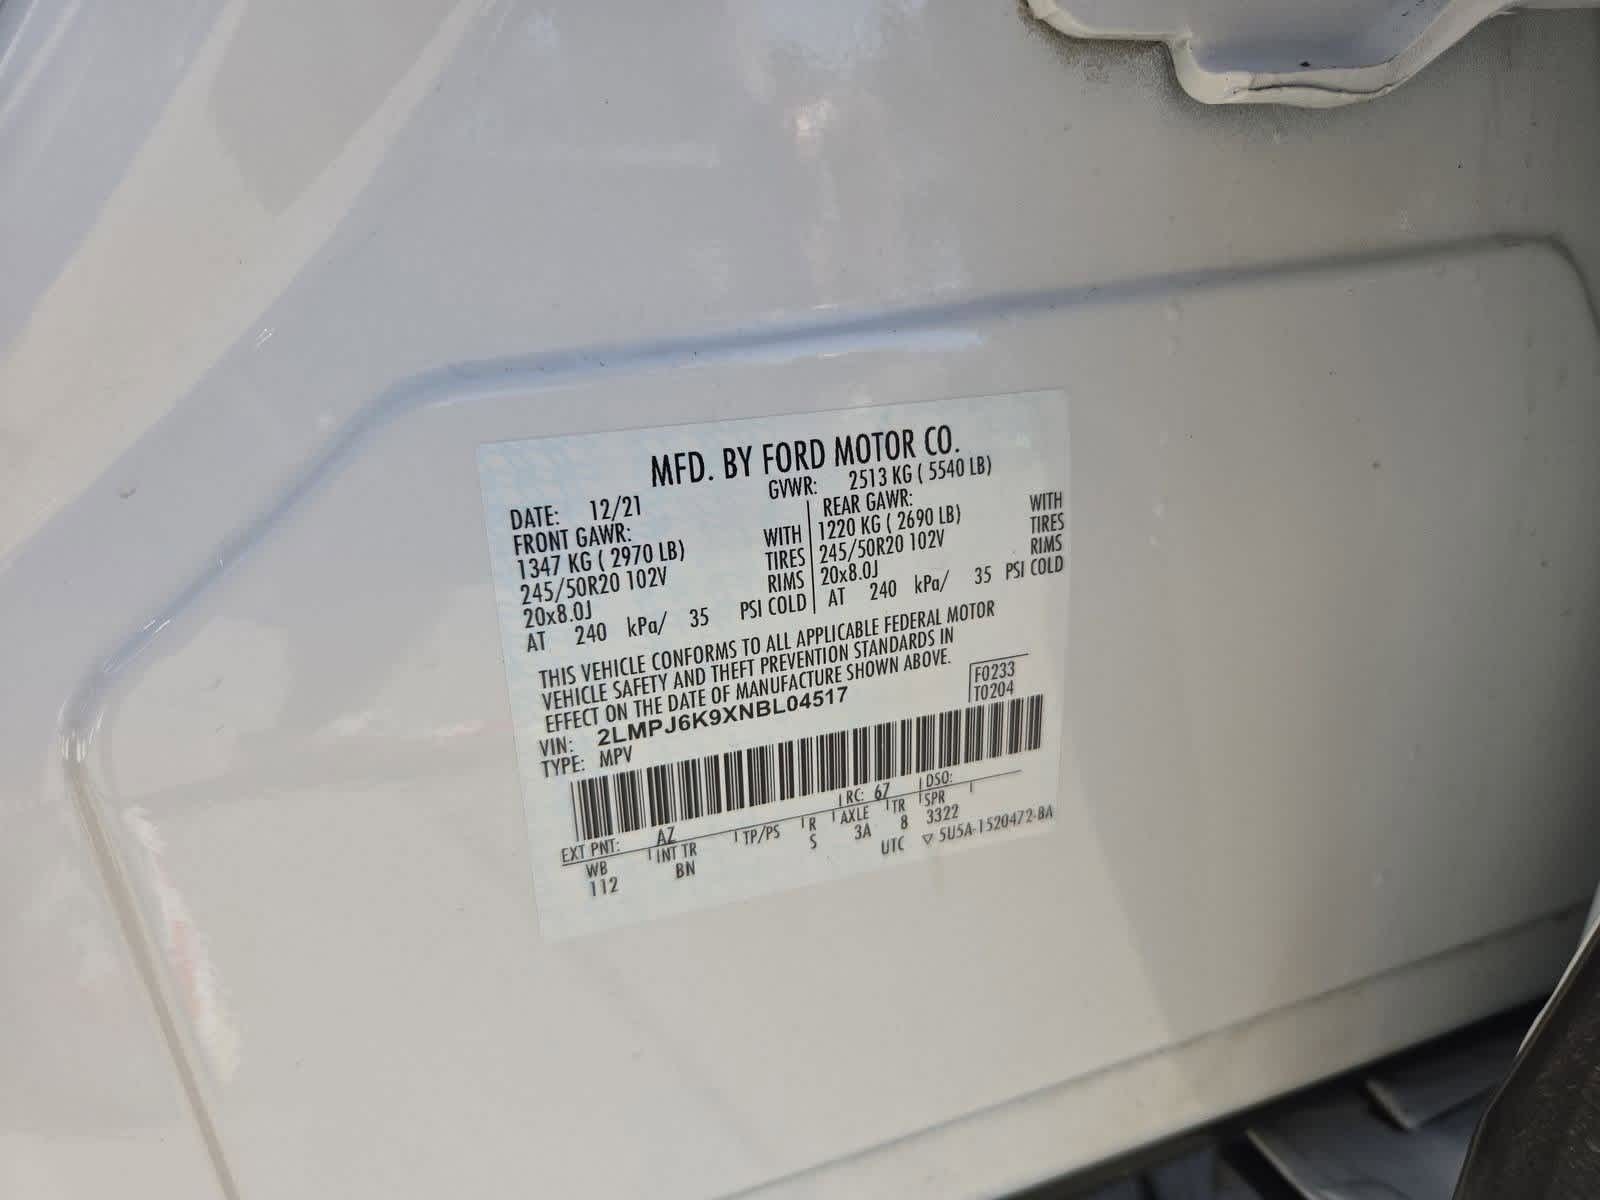 MFD. BY FORD MOTOR CO.
DATE: 12/21 GVWR: 2513 KG ( 5540 LB)
FRONT GAWR: WITH REAR GAWR: WITH
1347 KG ( 2970 LB) TIRES 1220 KG ( 2690 LB) TIRES
245/50R20 102V RIMS 245/50R20 102V RIMS
20x8.0J 20x8.0J
AT 240 kPa/ 35 PSI COLD AT 240 kPa/ 35 PSI COLD
THIS VEHICLE CONFORMS TO ALL APPLICABLE FEDERAL MOTOR
VEHICLE SAFETY AND THEFT PREVENTION STANDARDS IN
EFFECT ON THE DATE OF MANUFACTURE SHOWN ABOVE.
F0233
T0204
VIN: 2LMPJ6K9XNBL04517
TYPE: MPV
EXT PNT: AZ RC: 67 DSO:
WB INT TR TP/PS R AXLE TR SPR
112 BN S 3A 8 3322
UTC ▽ 5U5A-1520472-BA